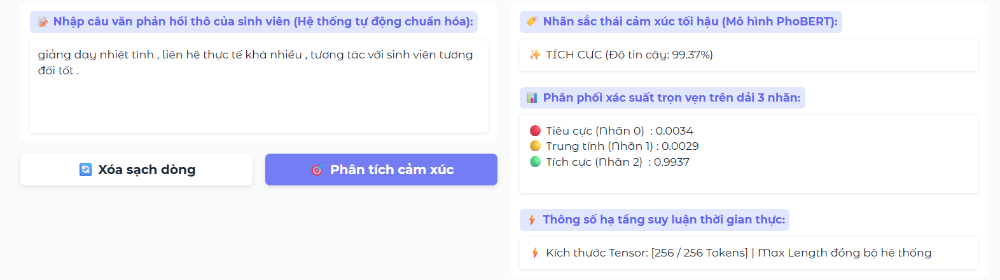 📝 Nhập câu văn phản hồi thô của sinh viên (Hệ thống tự động chuẩn hóa):
giảng dạy nhiệt tình , liên hệ thực tế khá nhiều , tương tác với sinh viên tương
đối tốt .
🔄 Xóa sạch dòng
🎯 Phân tích cảm xúc
🏷️ Nhãn sắc thái cảm xúc tối hậu (Mô hình PhoBERT):
✨ TÍCH CỰC (Độ tin cậy: 99.37%)
📊 Phân phối xác suất trọn vẹn trên dải 3 nhãn:
🔴 Tiêu cực (Nhãn 0)  : 0.0034
🟡 Trung tính (Nhãn 1) : 0.0029
🟢 Tích cực (Nhãn 2)  : 0.9937
⚡ Thông số hạ tầng suy luận thời gian thực:
⚡ Kích thước Tensor: [256 / 256 Tokens] | Max Length đồng bộ hệ thống